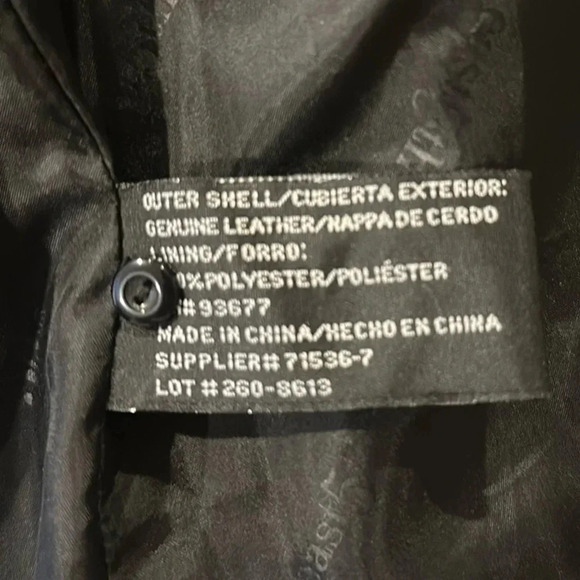 OUTER SHELL/CUBIERTA EXTERIOR:
GENUINE LEATHER/NAPPA DE CERDO
LINING/FORRO:
0%POLYESTER/POLIÉSTER
#93677
MADE IN CHINA/HECHO EN CHINA
SUPPLIER# 71536-7
LOT # 260-8613